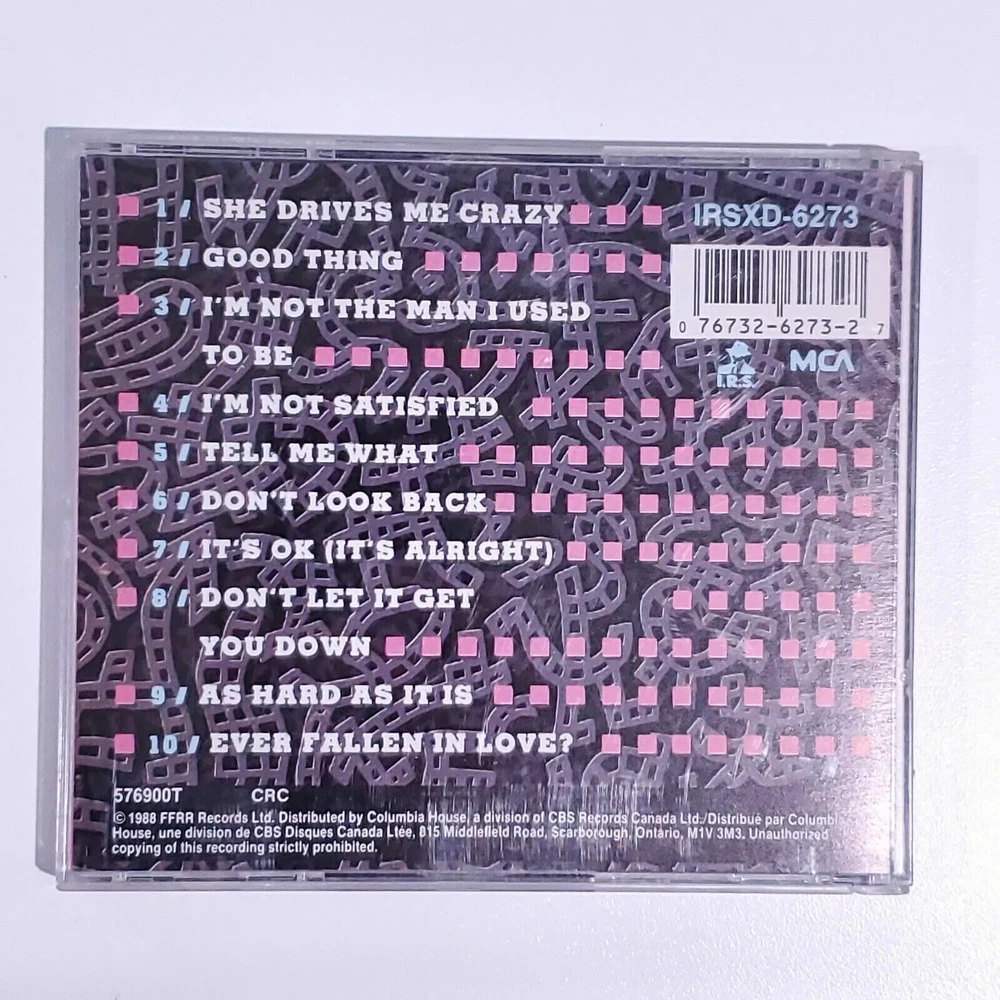 1 / SHE DRIVES ME CRAZY
IRSXD-6273
2 / GOOD THING
3 / I'M NOT THE MAN I USED
TO BE
0 76732-6273-2 7
I.R.S. MCA
4 / I'M NOT SATISFIED
5 / TELL ME WHAT
6 / DON'T LOOK BACK
7 / IT'S OK (IT'S ALRIGHT)
8 / DON'T LET IT GET
YOU DOWN
9 / AS HARD AS IT IS
10 / EVER FALLEN IN LOVE?
576900T CRC
© 1988 FFRR Records Ltd. Distributed by Columbia House, a division of CBS Records Canada Ltd./Distribué par Columbia
House, une division de CBS Disques Canada Ltée, 815 Middlefield Road, Scarborough, Ontario, M1V 3M3. Unauthorized
copying of this recording strictly prohibited.